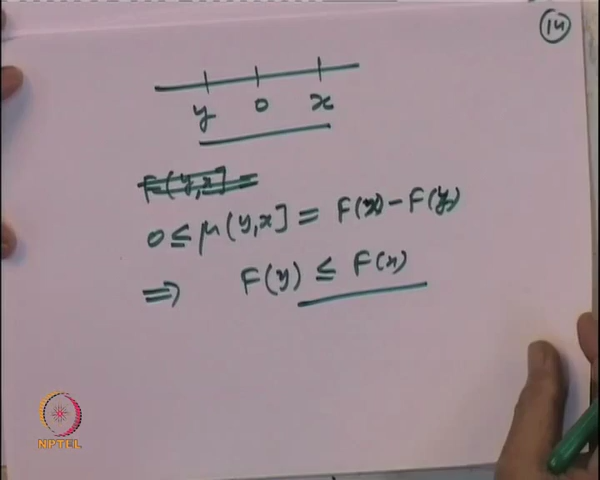 14
y 0 x
F(y,x] =
0 ≤ μ(y,x] = F(x) - F(y)
⇒ F(y) ≤ F(x)
NPTEL